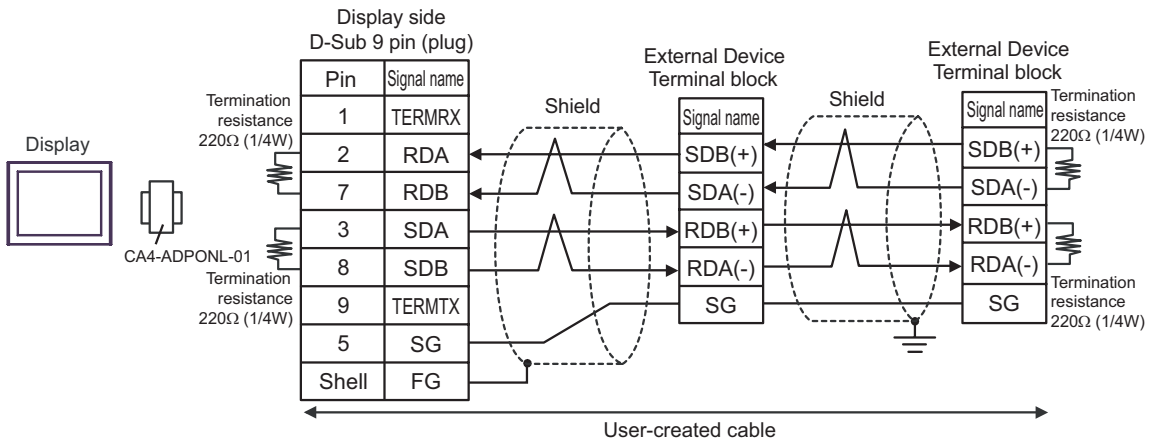 Display side
D-Sub 9 pin (plug)
Pin Signal name
1 TERMRX
2 RDA
7 RDB
3 SDA
8 SDB
9 TERMTX
5 SG
Shell FG
Termination
resistance
220Ω (1/4W)
Termination
resistance
220Ω (1/4W)
Display
CA4-ADPONL-01
Shield
External Device
Terminal block
Signal name
SDB(+)
SDA(-)
RDB(+)
RDA(-)
SG
Shield
External Device
Terminal block
Signal name
SDB(+)
SDA(-)
RDB(+)
RDA(-)
SG
Termination
resistance
220Ω (1/4W)
Termination
resistance
220Ω (1/4W)
User-created cable